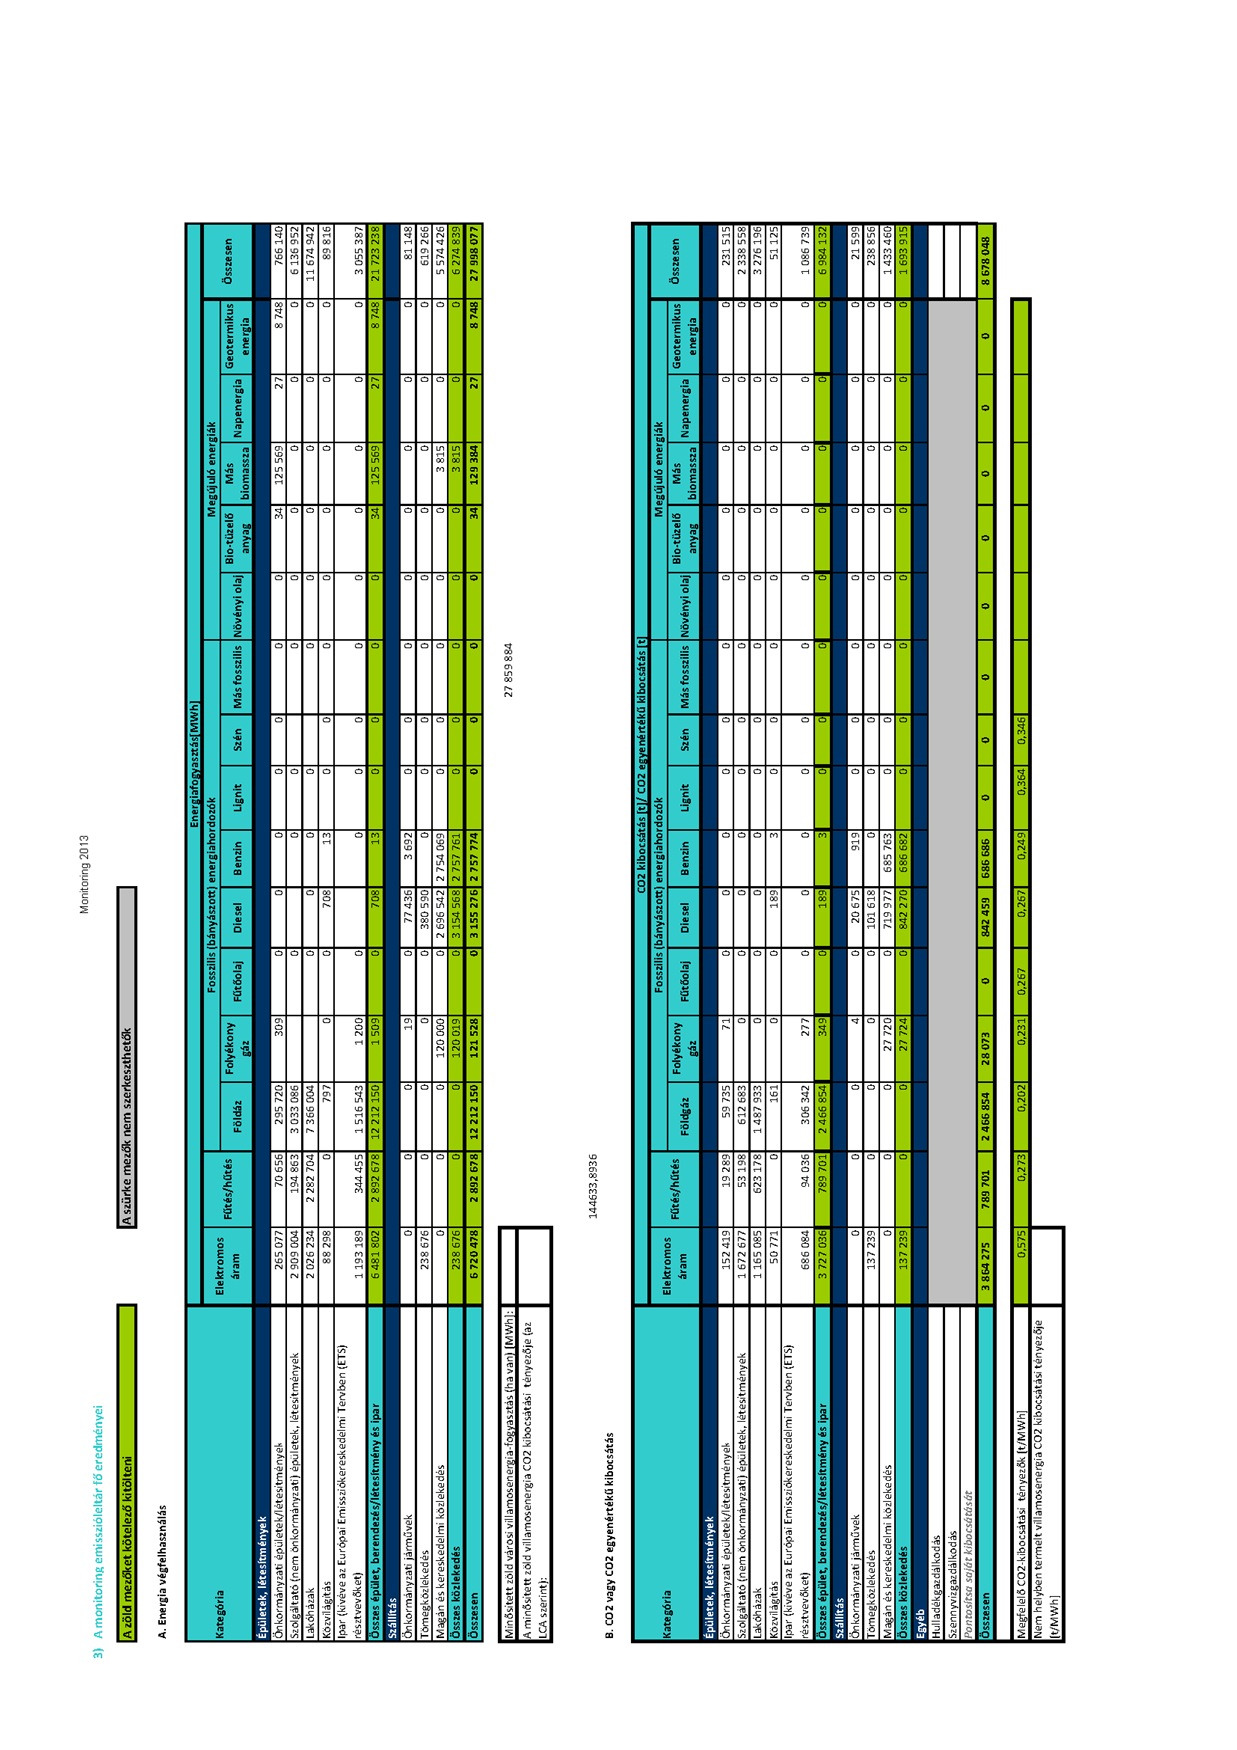 Monitoring 2013
3) A monitoring emisszióleltár fő eredményei
A zöld mezőket kötelező kitölteni A szürke mezők nem szerkeszthetők
A. Energia végfelhasználás
Kategória Energiafogyasztás[MWh]
Fosszilis (bányászott) energiahordozók Megújuló energiák
Elektromos áram Fűtés/hűtés Földáz Folyékony gáz Fűtőolaj Diesel Benzin Lignit Szén Más fosszilis Növényi olaj Bio-tüzelő anyag Más biomassza Napenergia Geotermikus energia Összesen
Épületek, létesítmények
Önkormányzati épületek/létesítmények 265 077 70 656 295 720 309 0 0 0 0 0 0 0 34 125 569 27 8 748 766 140
Szolgáltató (nem önkormányzati) épületek, létesítmények 2 909 004 194 863 3 033 086 0 0 0 0 0 6 136 952
Lakóházak 2 026 234 2 282 704 7 366 004 0 0 0 0 0 0 0 0 0 0 11 674 942
Közvilágítás 88 298 0 797 0 0 708 13 0 0 0 0 0 0 0 0 89 816
Ipar (kivéve az Európai Emissziókereskedelmi Tervben (ETS)
résztvevőket) 1 193 189 344 455 1 516 543 1 200 0 0 0 0 0 0 0 0 0 0 3 055 387
Összes épület, berendezés/létesítmény és ipar 6 481 802 2 892 678 12 212 150 1 509 0 708 13 0 0 0 0 34 125 569 27 8 748 21 723 238
Szállítás
Önkormányzati járművek 0 0 0 19 0 77 436 3 692 0 0 0 0 0 0 0 0 81 148
Tömegközlekedés 238 676 0 0 0 0 380 590 0 0 0 0 0 0 0 0 0 619 266
Magán és kereskedelmi közlekedés 0 0 0 120 000 0 2 696 542 2 754 069 0 0 0 0 0 3 815 0 0 5 574 426
Összes közlekedés 238 676 0 0 120 019 0 3 154 568 2 757 761 0 0 0 0 0 3 815 0 0 6 274 839
Összesen 6 720 478 2 892 678 12 212 150 121 528 0 3 155 276 2 757 774 0 0 0 0 34 129 384 27 8 748 27 998 077
Minősített zöld városi villamosenergia-fogyasztás (ha van) [MWh]:
27 859 884
A minősített zöld villamosenergia CO2 kibocsátási tényezője (az
LCA szerint):
144633,8936
B. CO2 vagy CO2 egyenértékű kibocsátás
Kategória CO2 kibocsátás [t]/ CO2 egyenértékű kibocsátás [t]
Fosszilis (bányászott) energiahordozók Megújuló energiák
Elektromos áram Fűtés/hűtés Földgáz Folyékony gáz Fűtőolaj Diesel Benzin Lignit Szén Más fosszilis Növényi olaj Bio-tüzelő anyag Más biomassza Napenergia Geotermikus energia Összesen
Épületek, létesítmények
Önkormányzati épületek/létesítmények 152 419 19 289 59 735 71 0 0 0 0 0 0 0 0 0 0 0 231 515
Szolgáltató (nem önkormányzati) épületek, létesítmények 1 672 677 53 198 612 683 0 0 0 0 0 0 0 0 0 0 0 0 2 338 558
Lakóházak 1 165 085 623 178 1 487 933 0 0 0 0 0 0 0 0 0 0 0 0 3 276 196
Közvilágítás 50 771 0 161 0 0 189 3 0 0 0 0 0 0 0 0 51 125
Ipar (kivéve az Európai Emissziókereskedelmi Tervben (ETS)
résztvevőket) 686 084 94 036 306 342 277 0 0 0 0 0 0 0 0 0 0 0 1 086 739
Összes épület, berendezés/létesítmény és ipar 3 727 036 789 701 2 466 854 349 0 189 3 0 0 0 0 0 0 0 0 6 984 132
Szállítás
Önkormányzati járművek 0 0 0 4 0 20 675 919 0 0 0 0 0 0 0 0 21 599
Tömegközlekedés 137 239 0 0 0 0 101 618 0 0 0 0 0 0 0 0 0 238 856
Magán és kereskedelmi közlekedés 0 0 0 27 720 0 719 977 685 763 0 0 0 0 0 0 0 0 1 433 460
Összes közlekedés 137 239 0 0 27 724 0 842 270 686 682 0 0 0 0 0 0 0 0 1 693 915
Egyéb
Hulladékgazdálkodás
Szennyvizgazdálkodás
Pontosítsa saját kibocsátását
Összesen 3 864 275 789 701 2 466 854 28 073 0 842 459 686 686 0 0 0 0 0 0 0 0 8 678 048
Megfelelő CO2-kibocsátási tényezők [t/MWh] 0,575 0,273 0,202 0,231 0,267 0,267 0,249 0,364 0,346
Nem helyben termelt villamosenergia CO2 kibocsátási tényezője
[t/MWh]